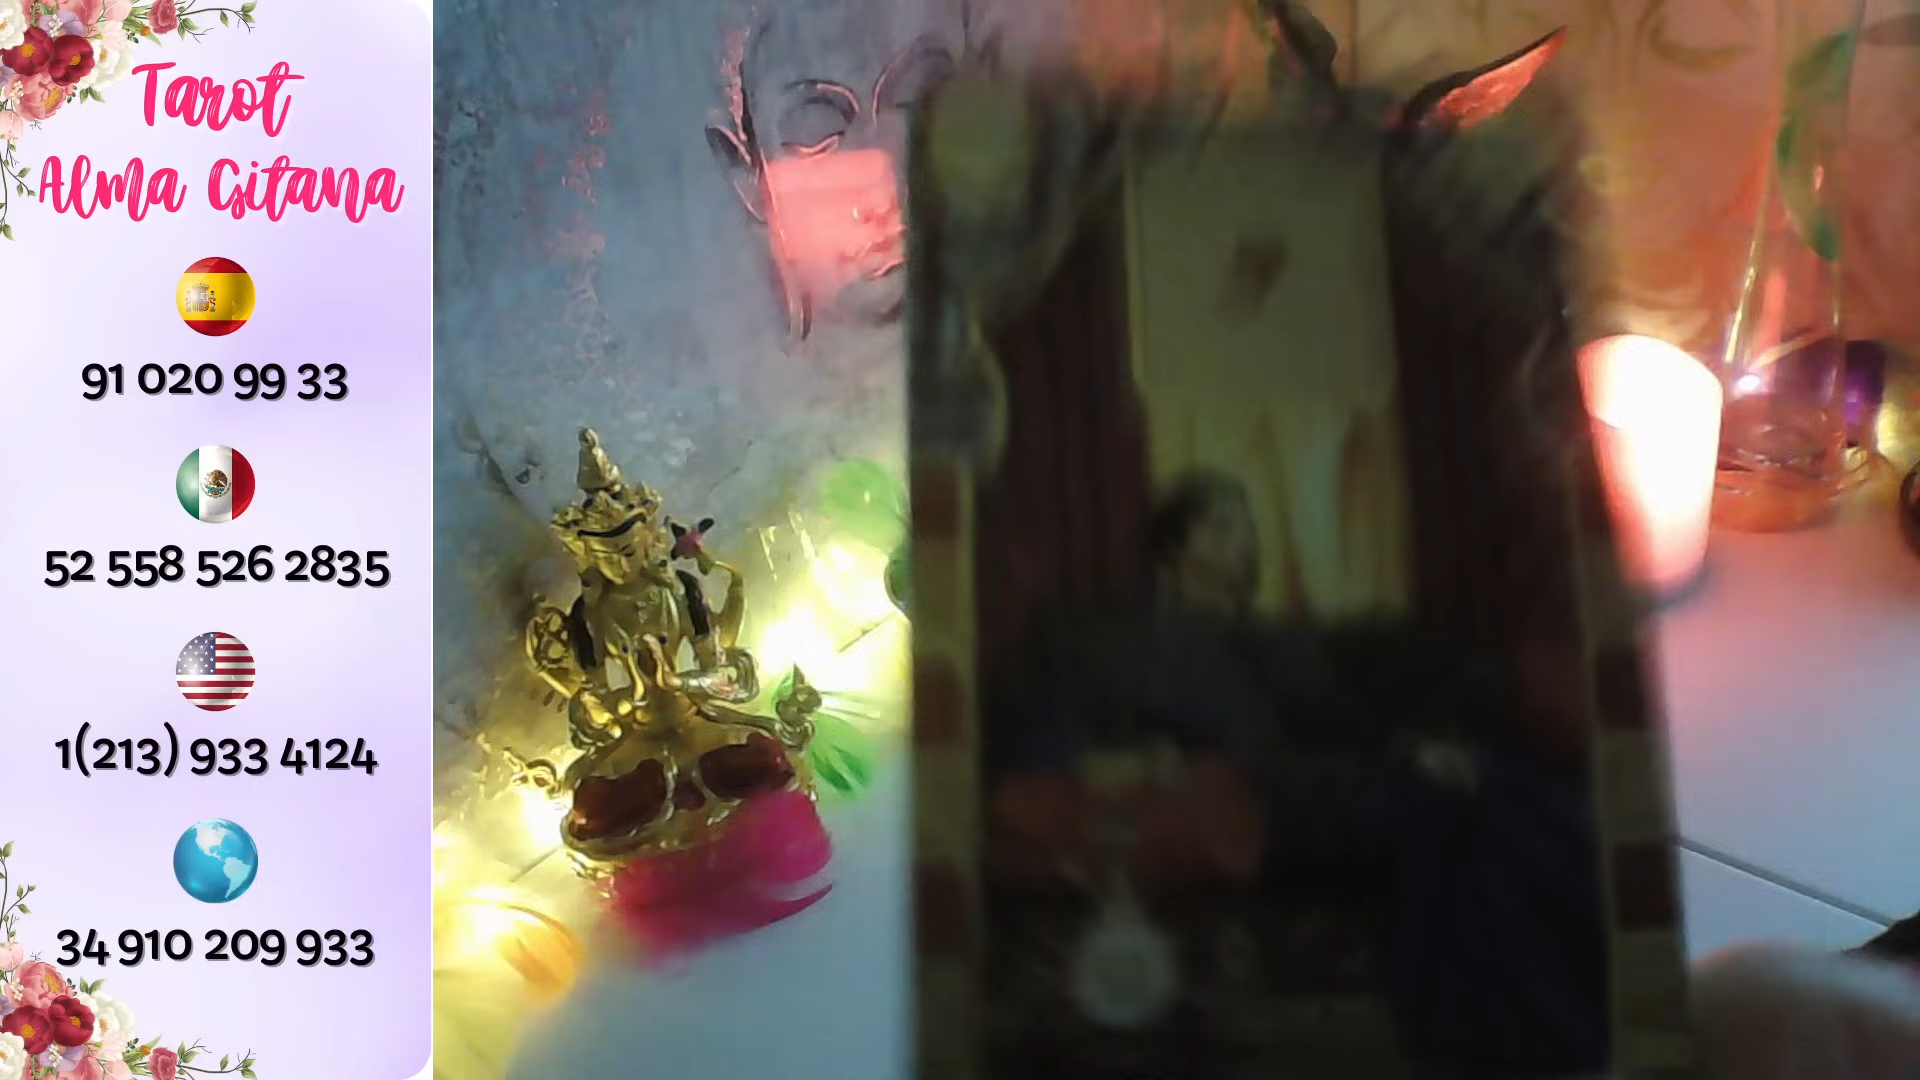 Tarot
Alma Gitana
91 020 99 33
52 558 526 2835
1(213) 933 4124
34 910 209 933